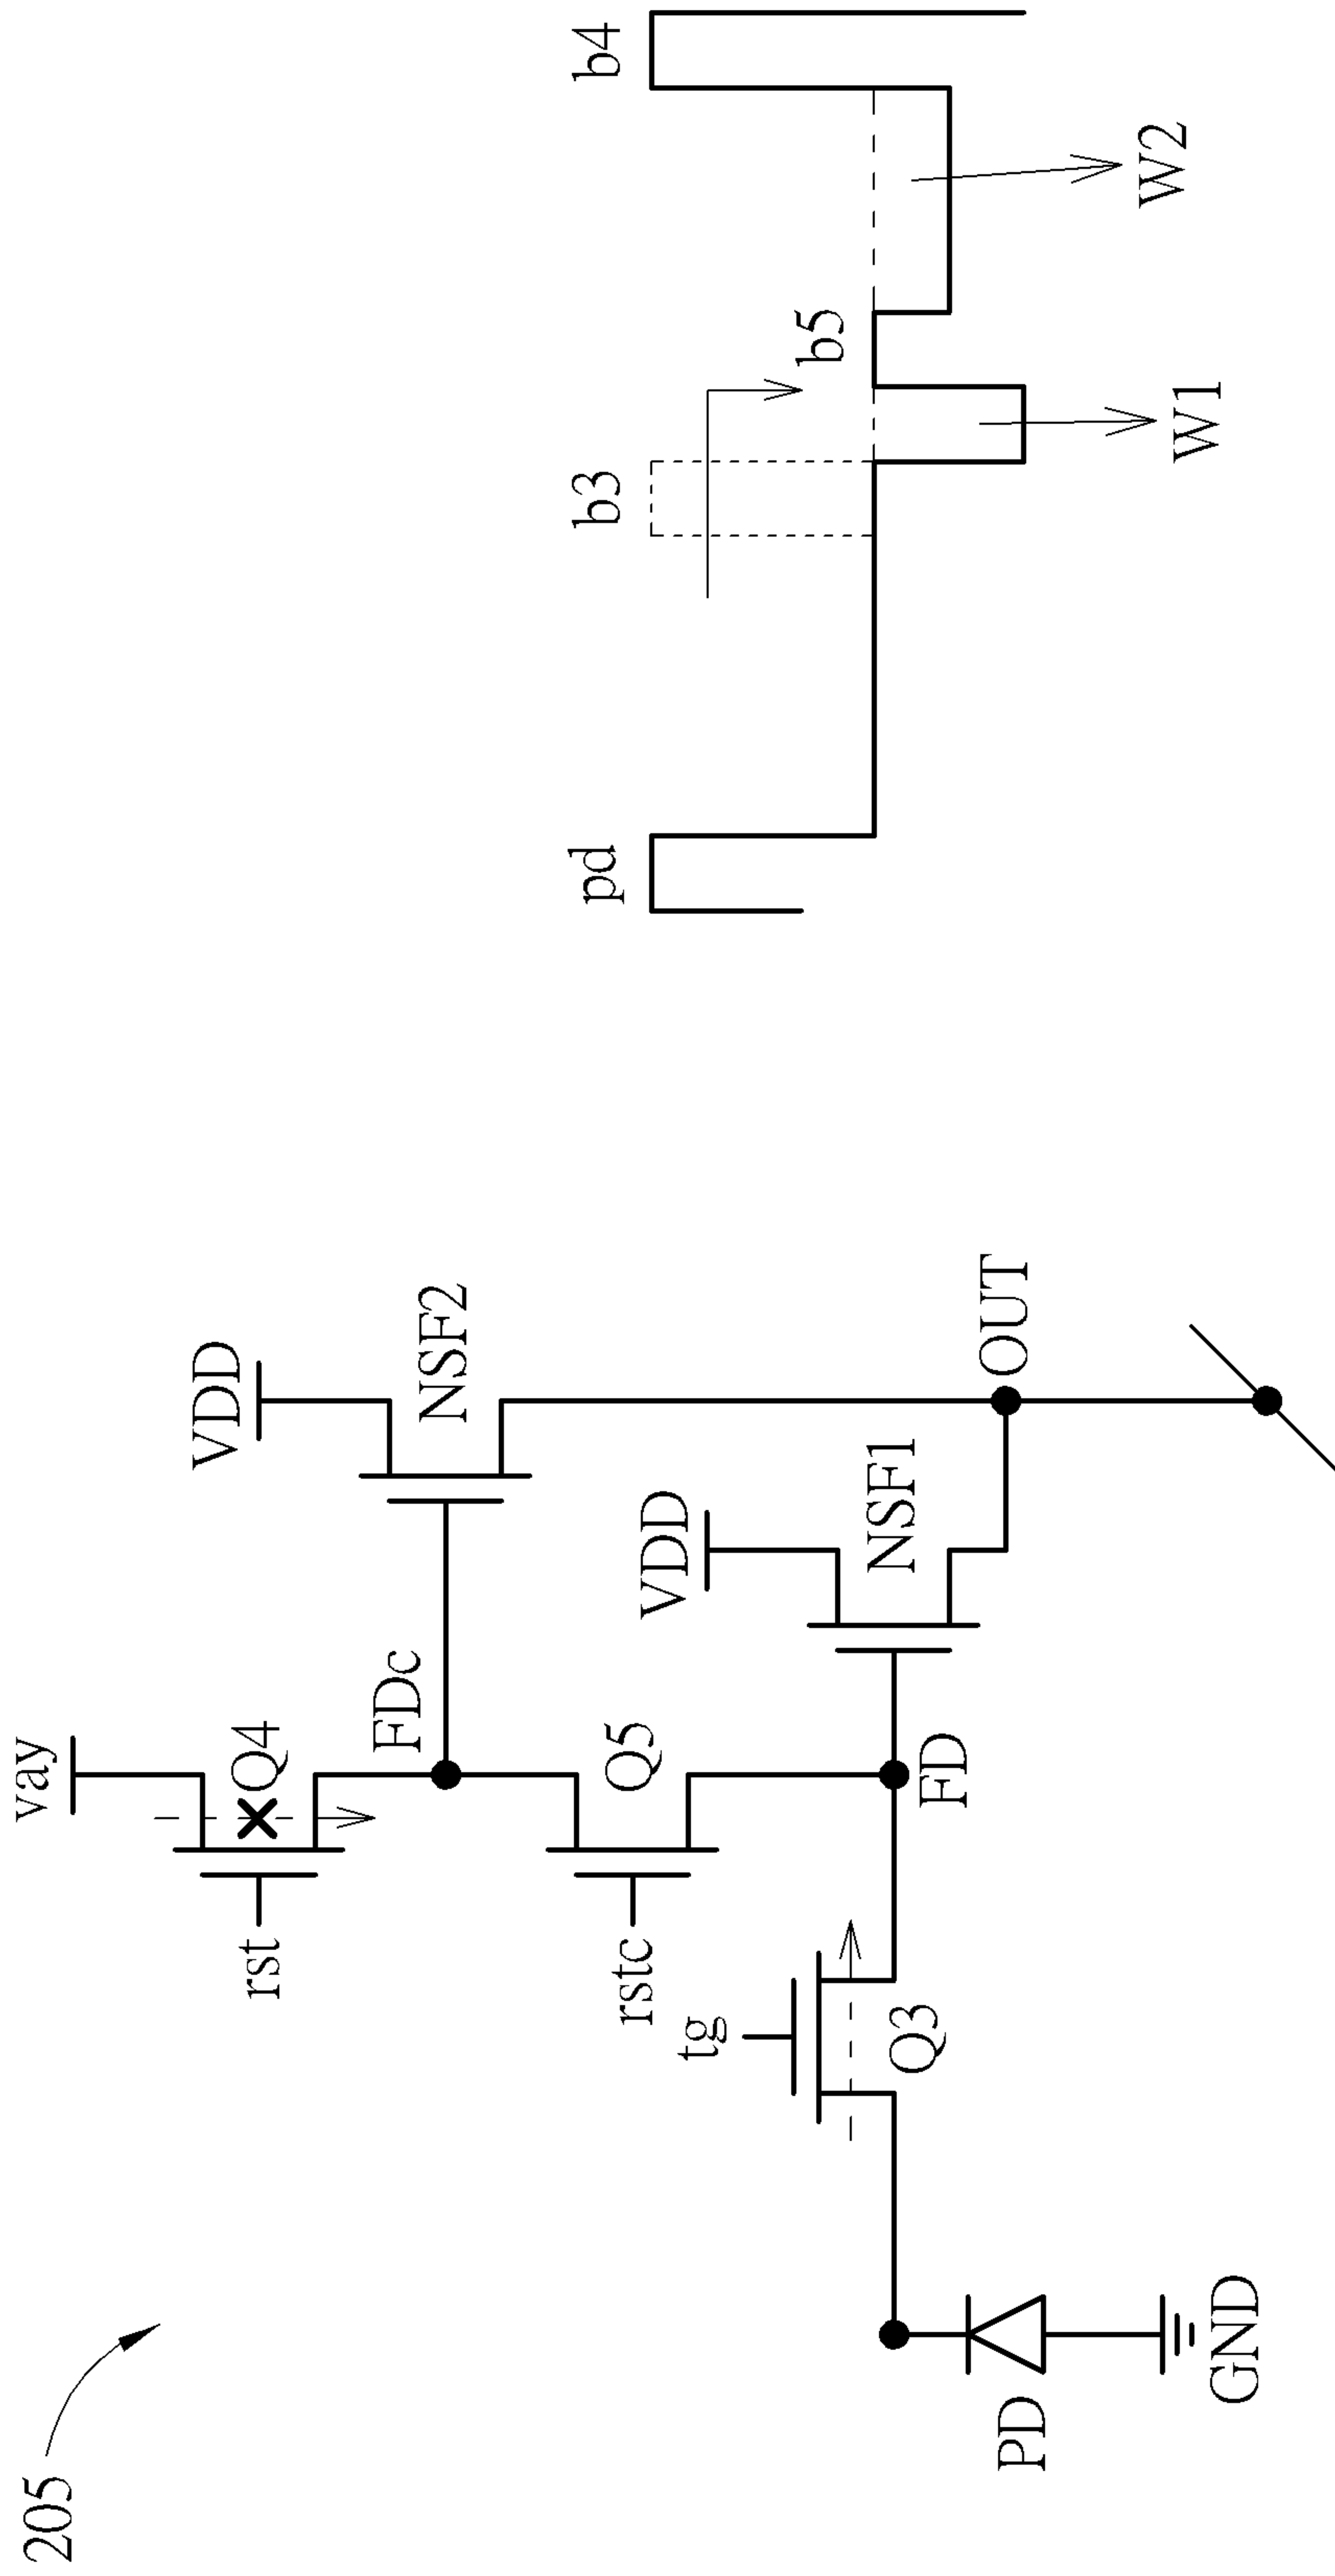 205
vay
rst
Q4
FDc
VDD
NSF2
rstc
Q5
tg
Q3
FD
VDD
NSF1
OUT
PD
GND
pd
b3
b5
b4
W1
W2